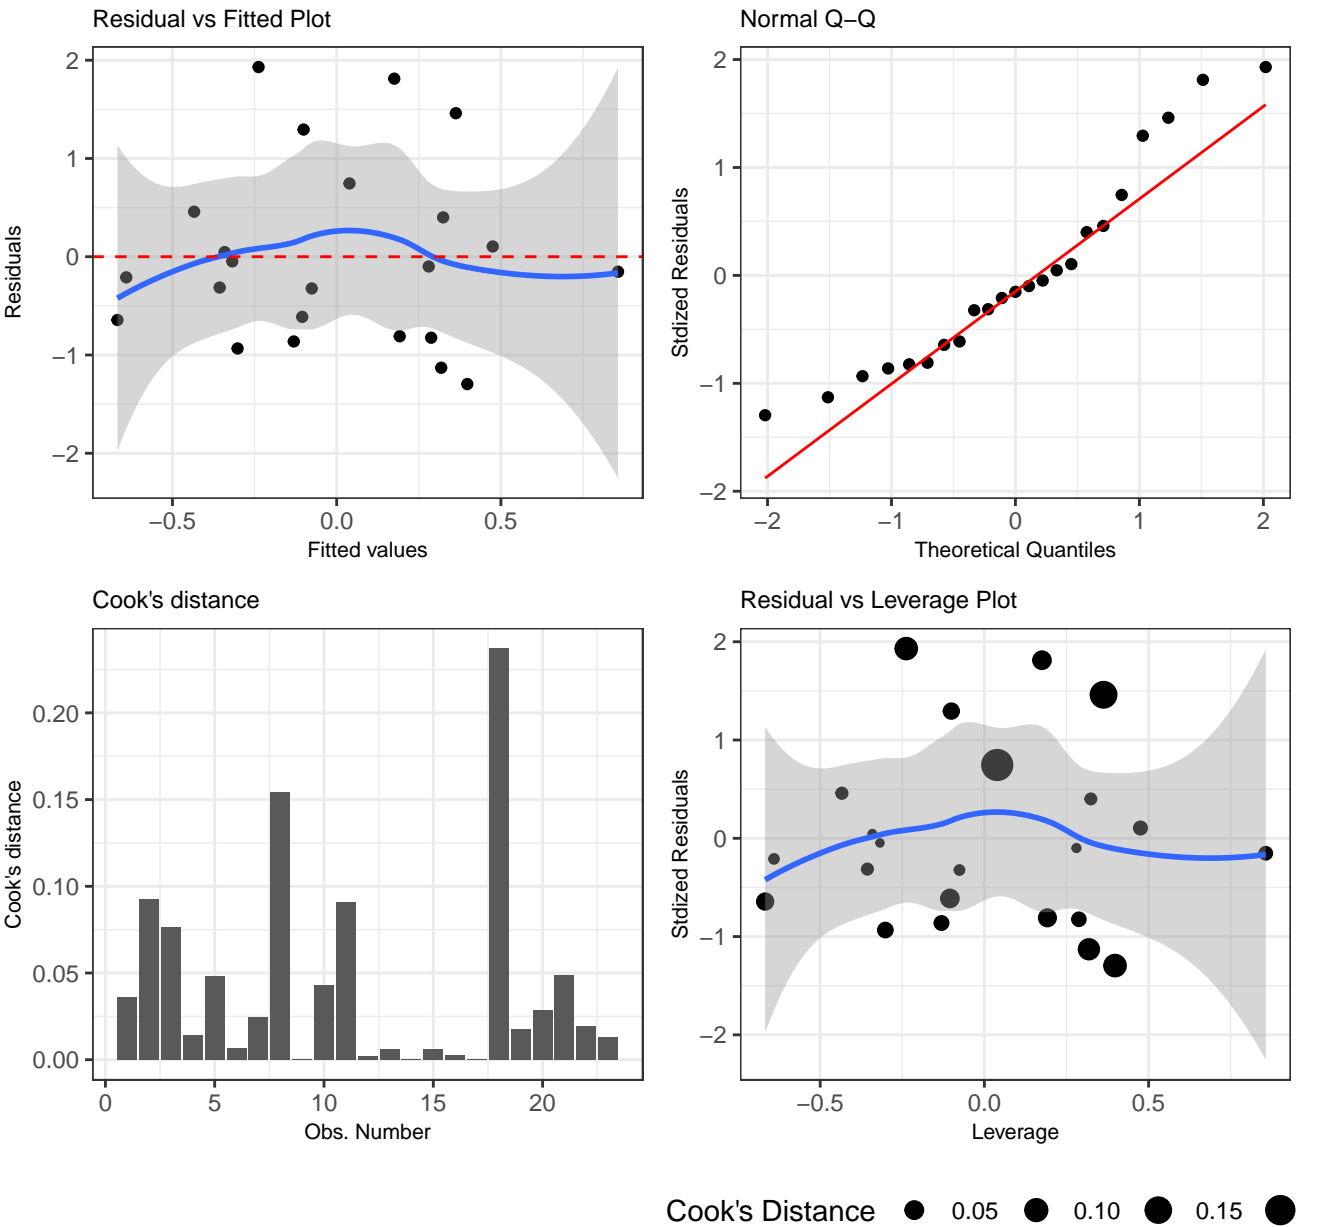 Residual vs Fitted Plot
2
1
0
−1
−2
Residuals
−0.5 0.0 0.5
Fitted values
Normal Q−Q
2
1
0
−1
−2
Stdized Residuals
−2 −1 0 1 2
Theoretical Quantiles
Cook's distance
0.20
0.15
0.10
0.05
0.00
Cook's distance
0 5 10 15 20
Obs. Number
Residual vs Leverage Plot
2
1
0
−1
−2
Stdized Residuals
−0.5 0.0 0.5
Leverage
Cook's Distance 0.05 0.10 0.15